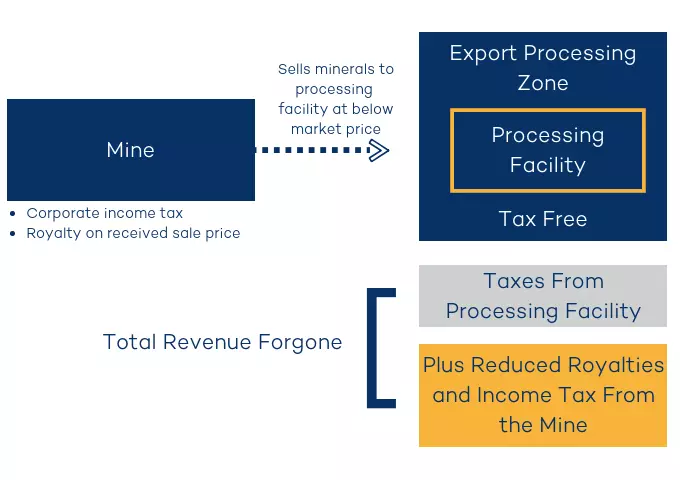 Mine
• Corporate income tax
• Royalty on received sale price
Sells minerals to
processing
facility at below
market price
Export Processing
Zone
Processing
Facility
Tax Free
Total Revenue Forgone
Taxes From
Processing Facility
Plus Reduced Royalties
and Income Tax From
the Mine